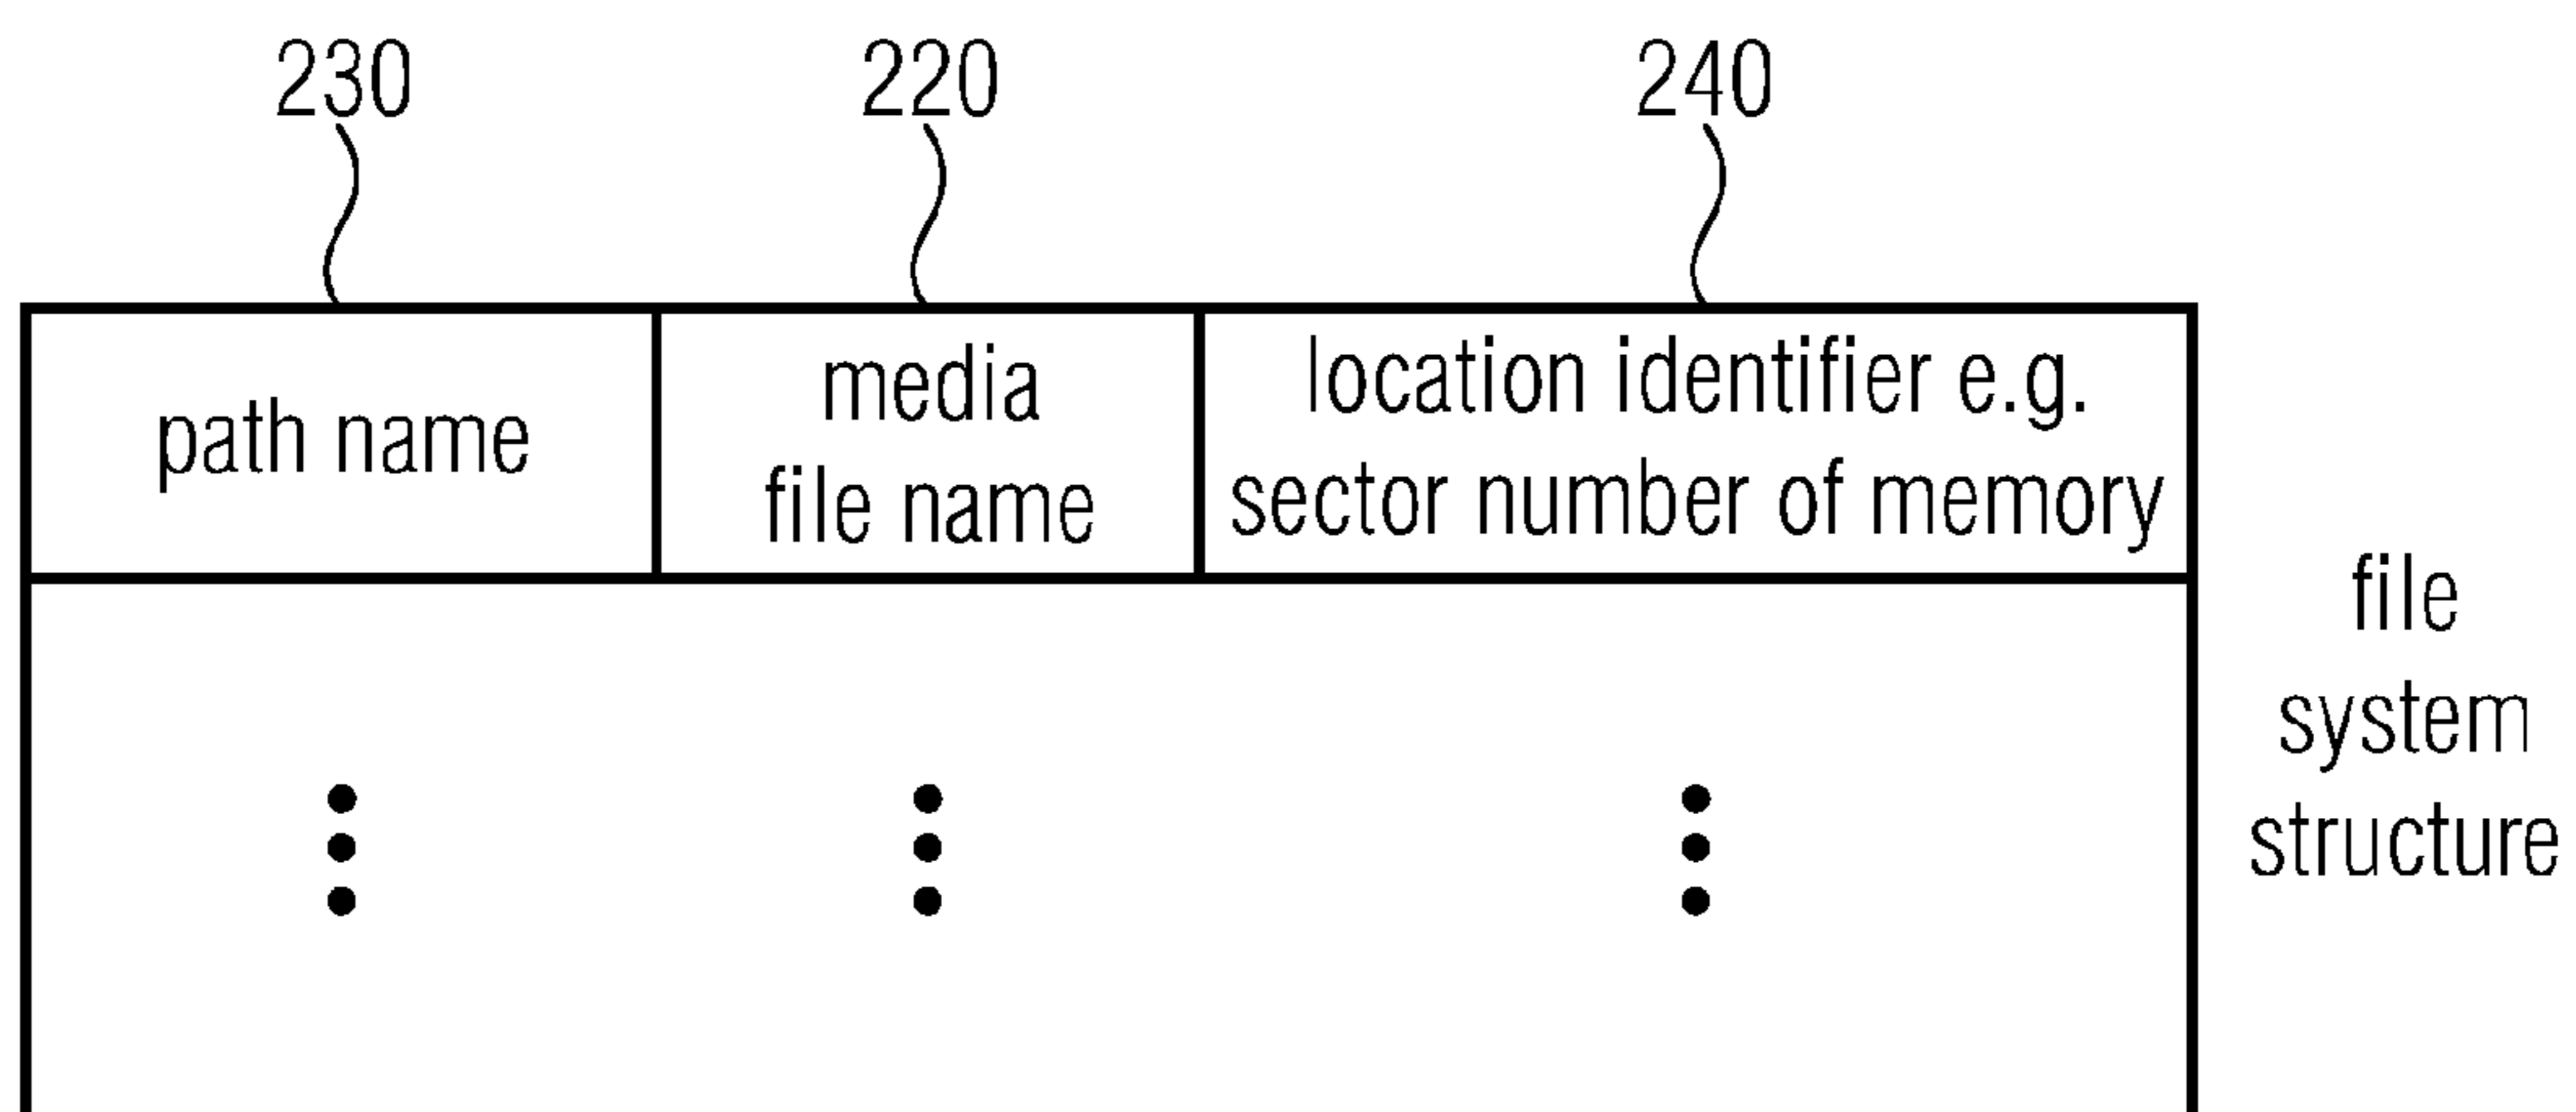 230
220
240
path name
media
file name
location identifier e.g.
sector number of memory
file
system
structure